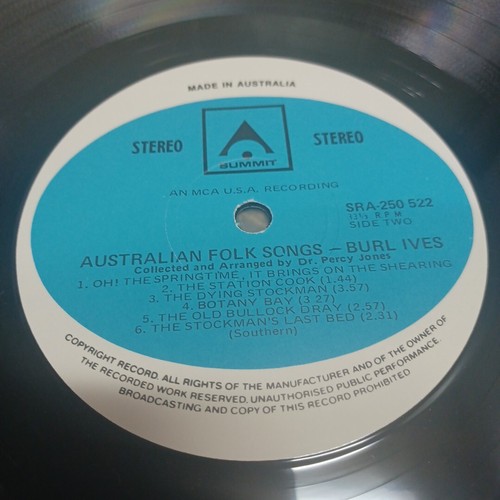 MADE IN AUSTRALIA
STEREO
SUMMIT
STEREO
AN MCA U.S.A. RECORDING
SRA-250 522
33⅓ R.P.M
SIDE TWO
AUSTRALIAN FOLK SONGS – BURL IVES
Collected and Arranged by Dr. Percy Jones
1. OH! THE SPRINGTIME, IT BRINGS ON THE SHEARING
2. THE STATION COOK (1.44)
3. THE DYING STOCKMAN (3.57)
4. BOTANY BAY (3 27)
5. THE OLD BULLOCK DRAY (2.57)
6. THE STOCKMAN'S LAST BED (2.31)
(Southern)
COPYRIGHT RECORD. ALL RIGHTS OF THE MANUFACTURER AND OF THE OWNER OF
THE RECORDED WORK RESERVED. UNAUTHORISED PUBLIC PERFORMANCE.
BROADCASTING AND COPY OF THIS RECORD PROHIBITED